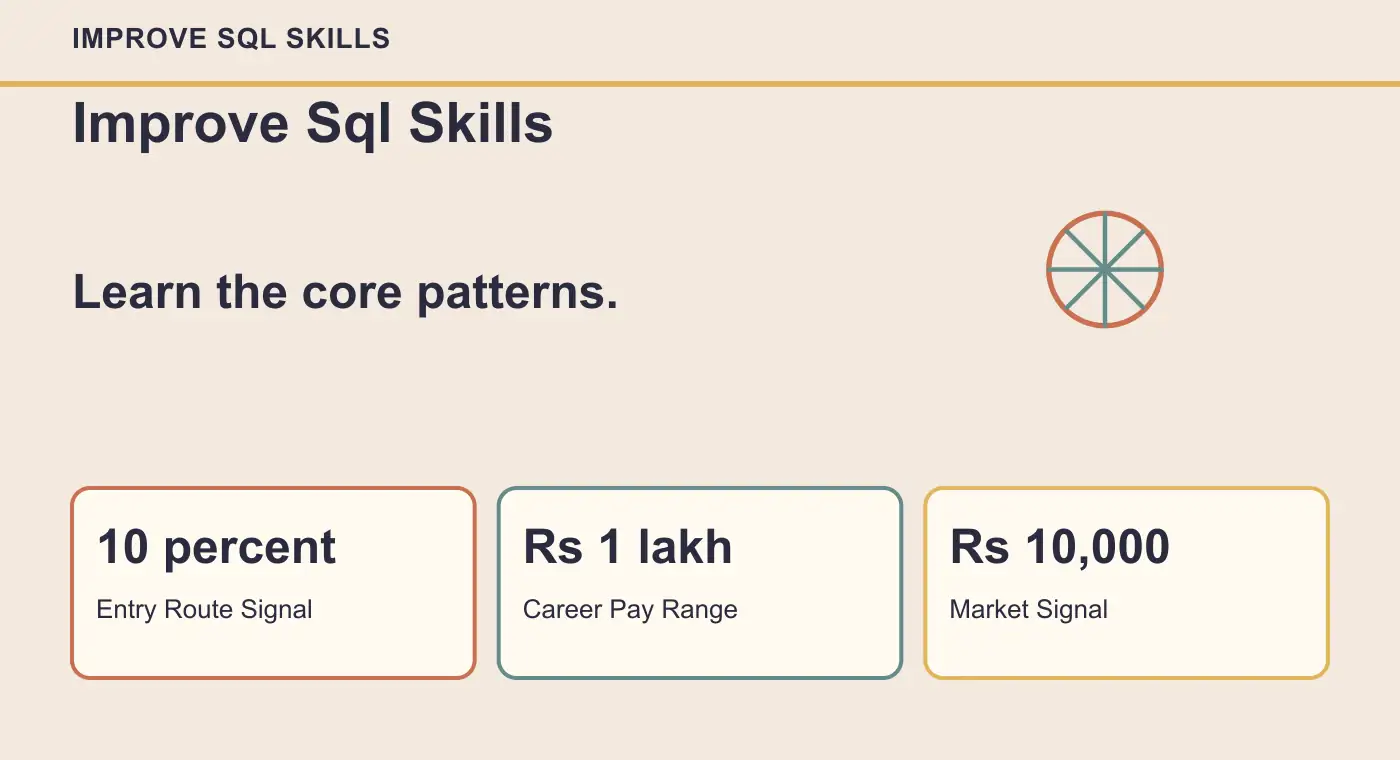 IMPROVE SQL SKILLS
Improve Sql Skills
Learn the core patterns.
10 percent
Entry Route Signal
Rs 1 lakh
Career Pay Range
Rs 10,000
Market Signal